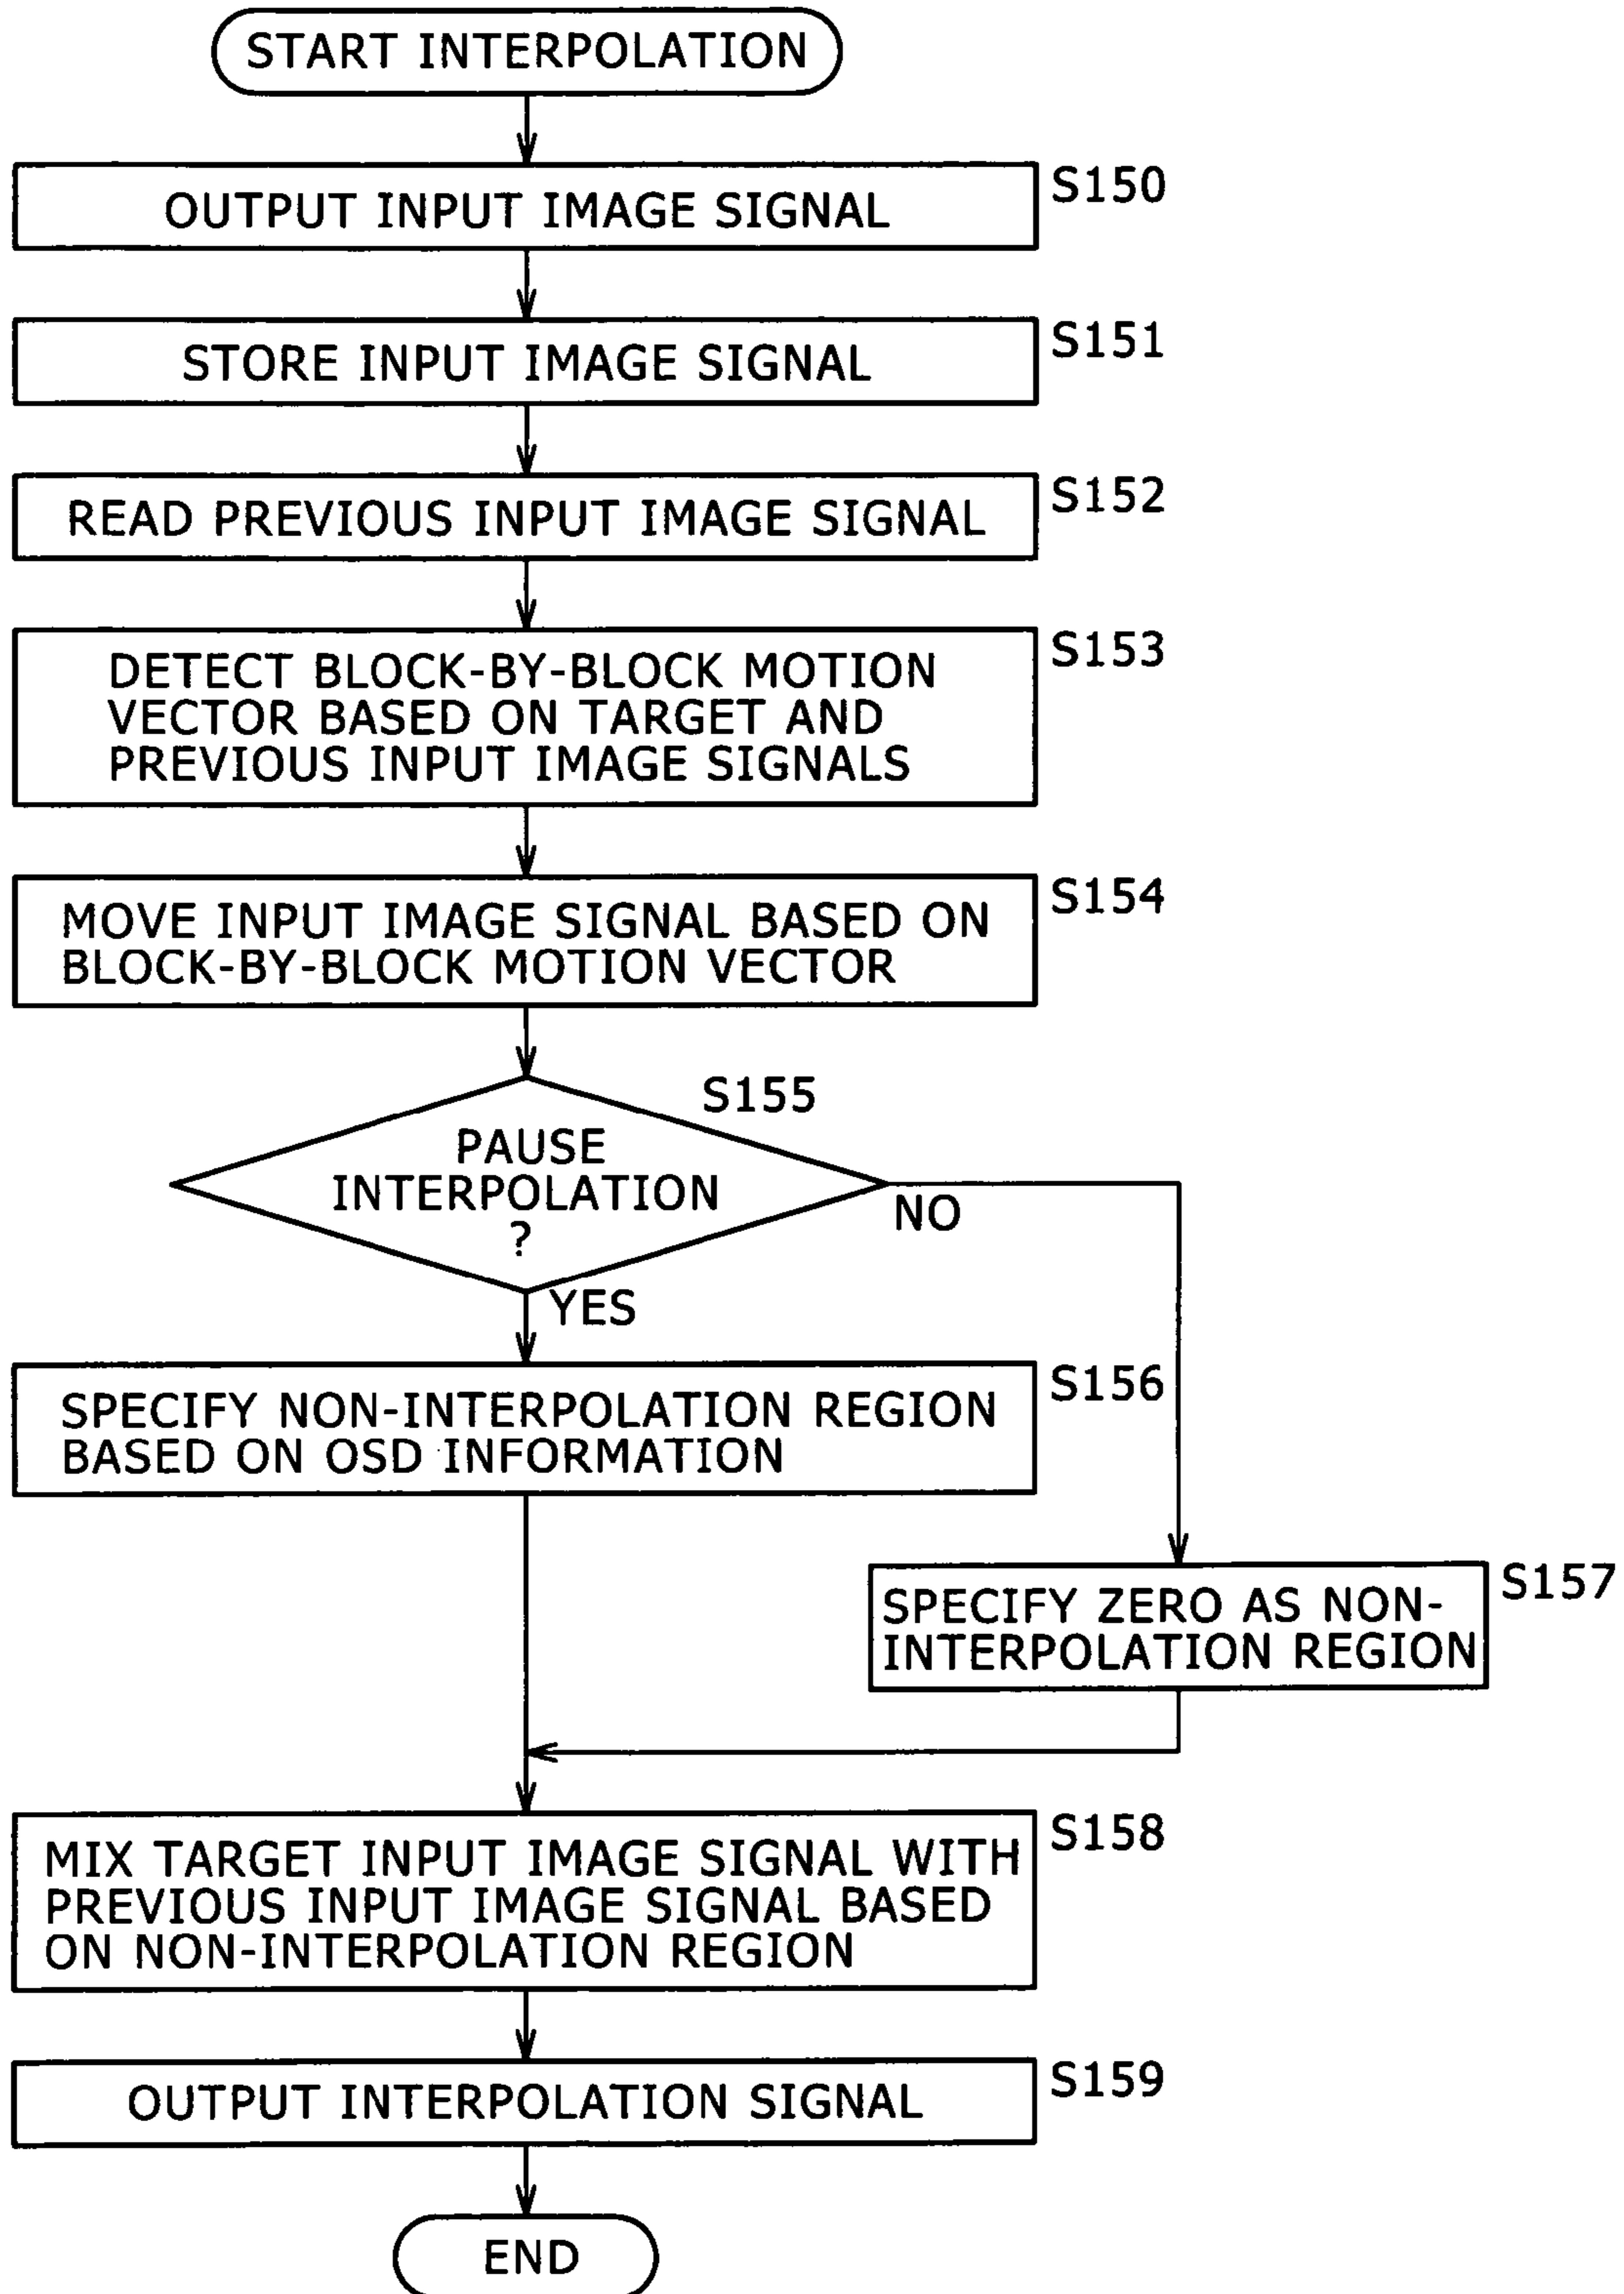 START INTERPOLATION
OUTPUT INPUT IMAGE SIGNAL
S150
STORE INPUT IMAGE SIGNAL
S151
READ PREVIOUS INPUT IMAGE SIGNAL
S152
DETECT BLOCK-BY-BLOCK MOTION
VECTOR BASED ON TARGET AND
PREVIOUS INPUT IMAGE SIGNALS
S153
MOVE INPUT IMAGE SIGNAL BASED ON
BLOCK-BY-BLOCK MOTION VECTOR
S154
S155
PAUSE
INTERPOLATION
?
NO
YES
SPECIFY NON-INTERPOLATION REGION
BASED ON OSD INFORMATION
S156
SPECIFY ZERO AS NON-
INTERPOLATION REGION
S157
MIX TARGET INPUT IMAGE SIGNAL WITH
PREVIOUS INPUT IMAGE SIGNAL BASED
ON NON-INTERPOLATION REGION
S158
OUTPUT INTERPOLATION SIGNAL
S159
END